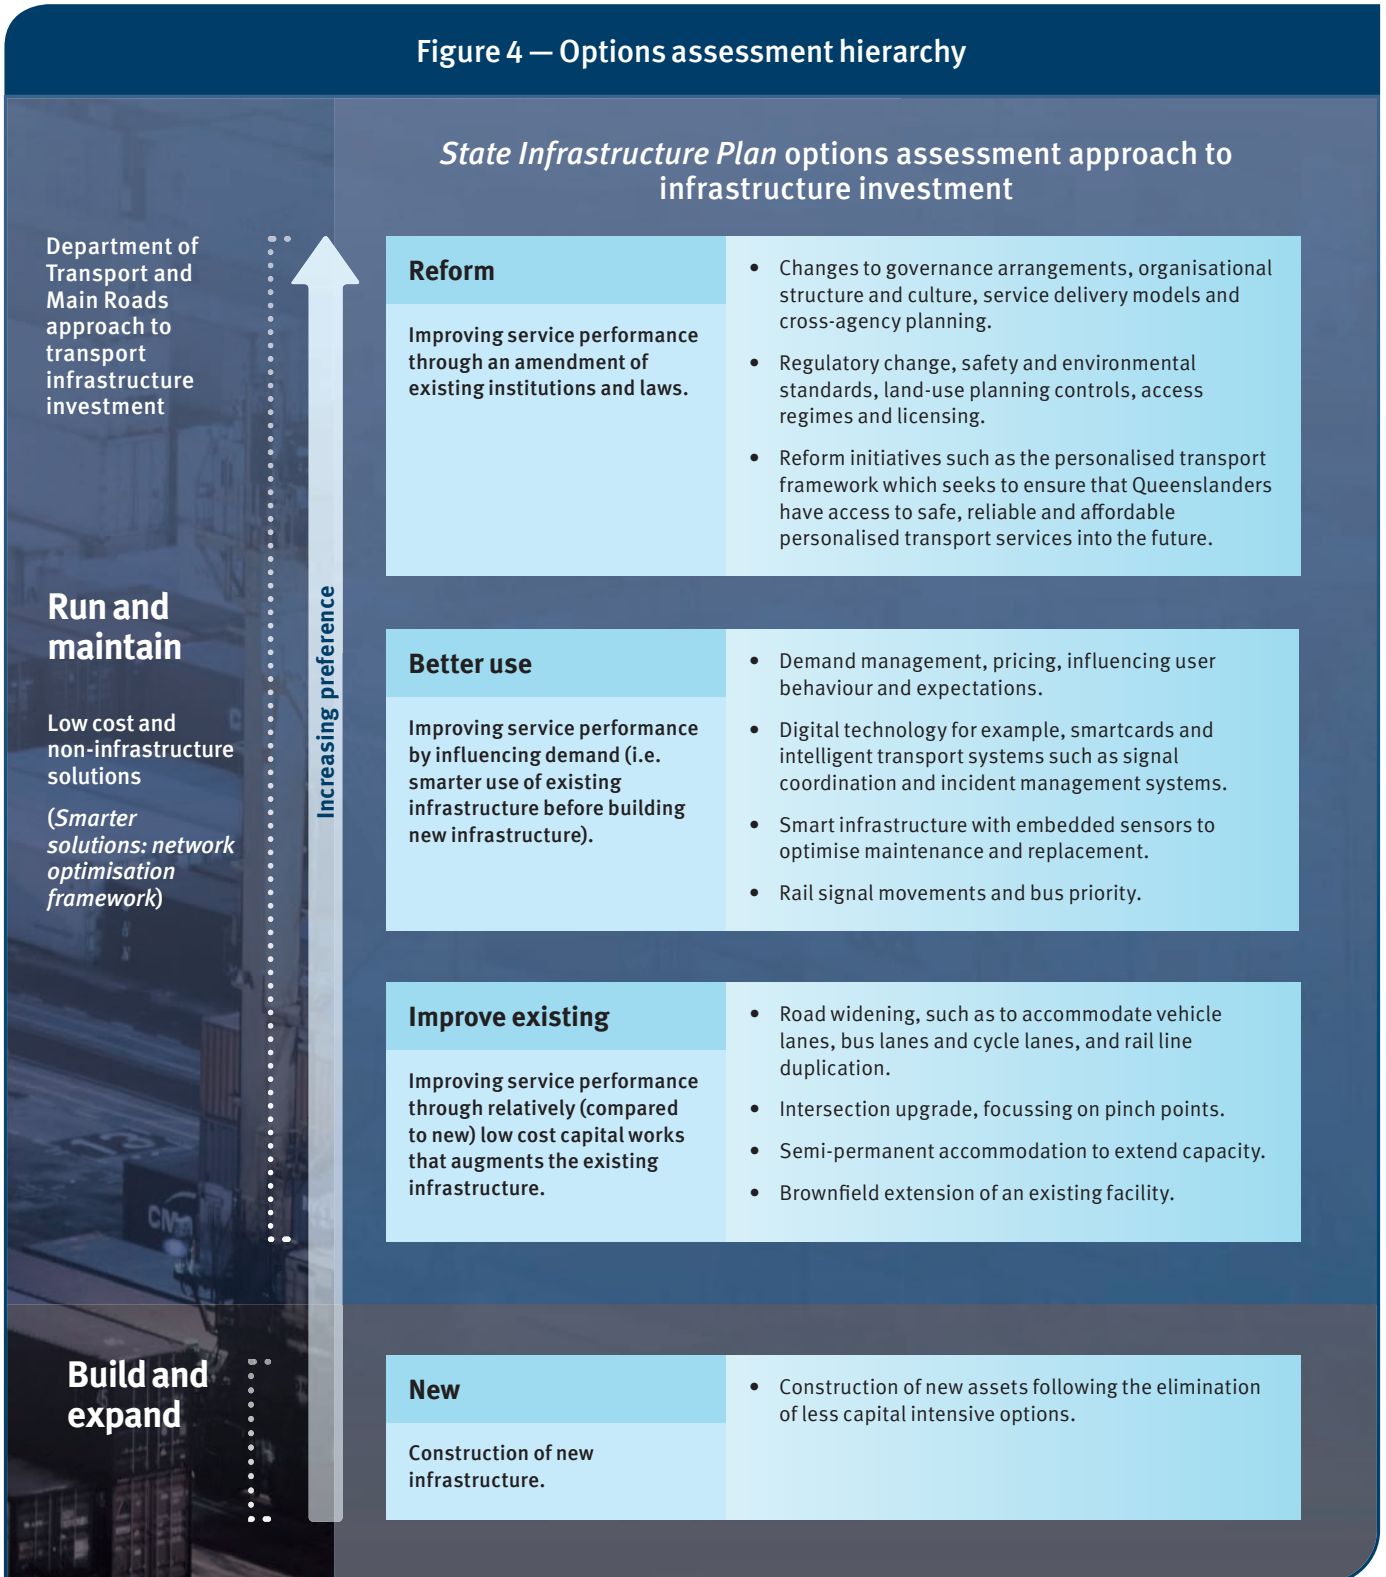 Figure 4 — Options assessment hierarchy
State Infrastructure Plan options assessment approach to
infrastructure investment
Department of
Transport and
Main Roads
approach to
transport
infrastructure
investment
Run and
maintain
Low cost and
non-infrastructure
solutions
(Smarter
solutions: network
optimisation
framework)
Build and
expand
Increasing preference
Reform
Improving service performance
through an amendment of
existing institutions and laws.
• Changes to governance arrangements, organisational
structure and culture, service delivery models and
cross-agency planning.
• Regulatory change, safety and environmental
standards, land-use planning controls, access
regimes and licensing.
• Reform initiatives such as the personalised transport
framework which seeks to ensure that Queenslanders
have access to safe, reliable and affordable
personalised transport services into the future.
Better use
Improving service performance
by influencing demand (i.e.
smarter use of existing
infrastructure before building
new infrastructure).
• Demand management, pricing, influencing user
behaviour and expectations.
• Digital technology for example, smartcards and
intelligent transport systems such as signal
coordination and incident management systems.
• Smart infrastructure with embedded sensors to
optimise maintenance and replacement.
• Rail signal movements and bus priority.
Improve existing
Improving service performance
through relatively (compared
to new) low cost capital works
that augments the existing
infrastructure.
• Road widening, such as to accommodate vehicle
lanes, bus lanes and cycle lanes, and rail line
duplication.
• Intersection upgrade, focussing on pinch points.
• Semi-permanent accommodation to extend capacity.
• Brownfield extension of an existing facility.
New
Construction of new
infrastructure.
• Construction of new assets following the elimination
of less capital intensive options.
13